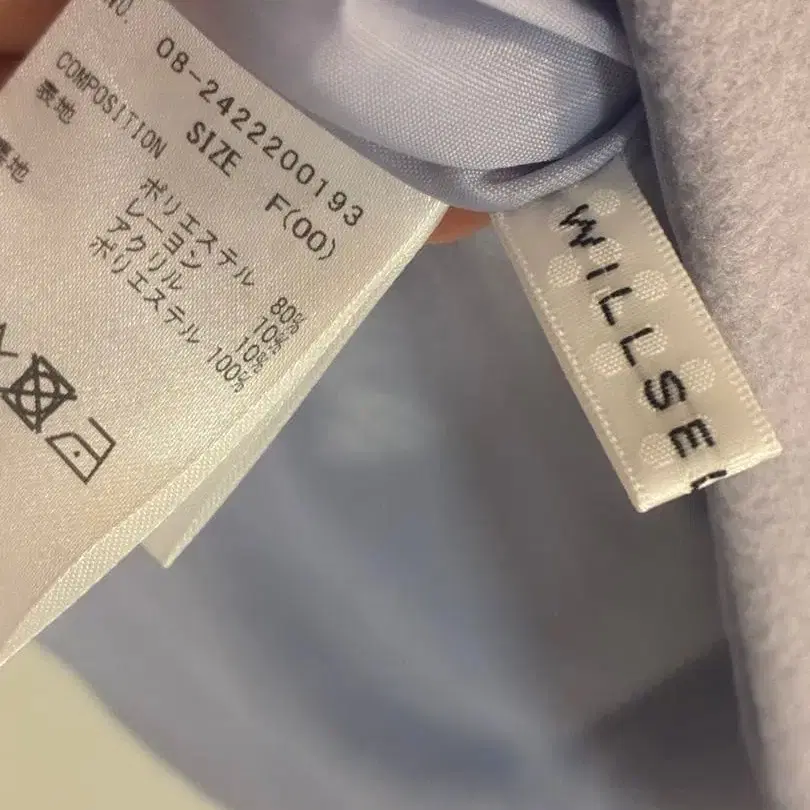 NO.
08-2422200193
SIZE F(00)
COMPOSITION
表地
ポリエステル 80%
レーヨン 10%
アクリル 10%
ポリエステル 100%
WILLSE